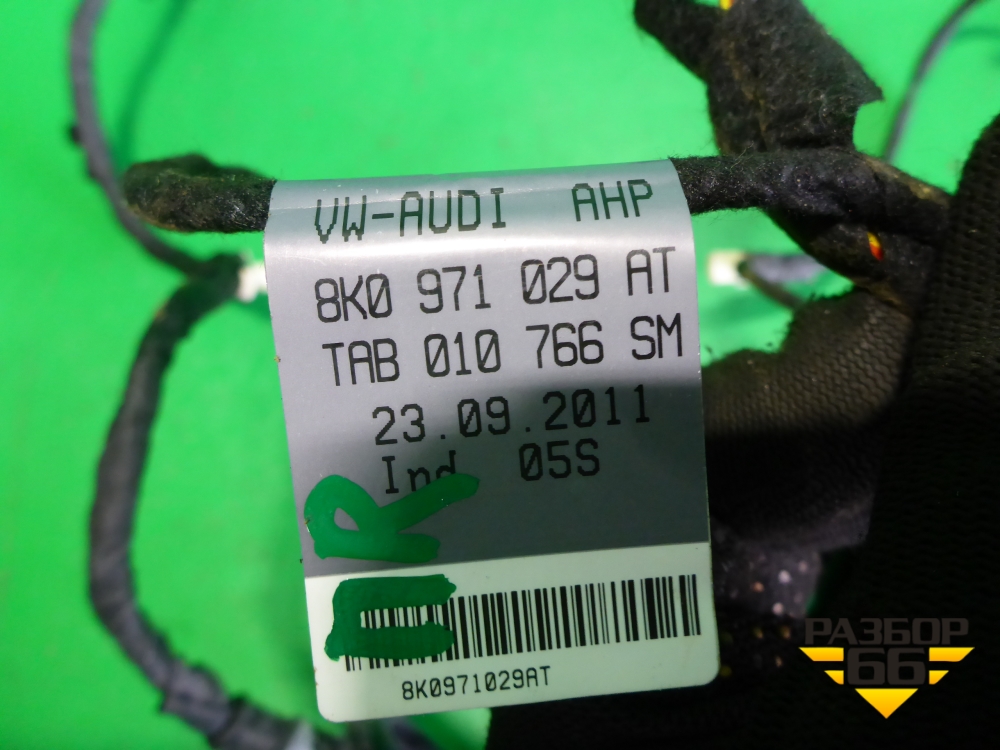 VW-AUDI AHP
8K0 971 029 AT
TAB 010 766 SM
23.09.2011
Ind 05S
ПR
8K0971029AT
РАЗБОР
66